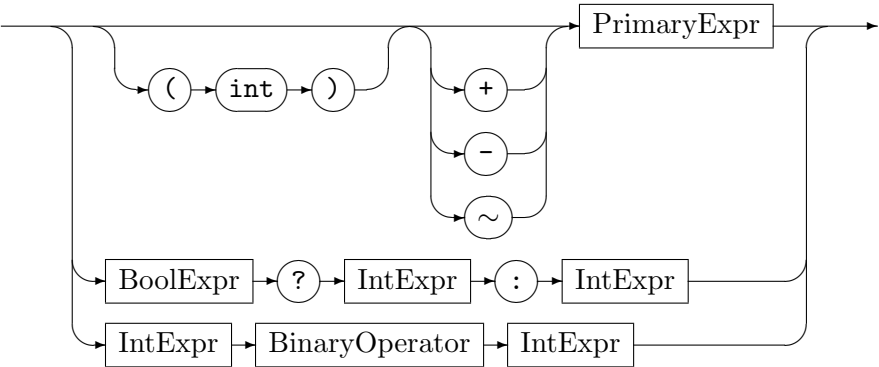 PrimaryExpr
( int ) +
-
~
BoolExpr ? IntExpr : IntExpr
IntExpr BinaryOperator IntExpr